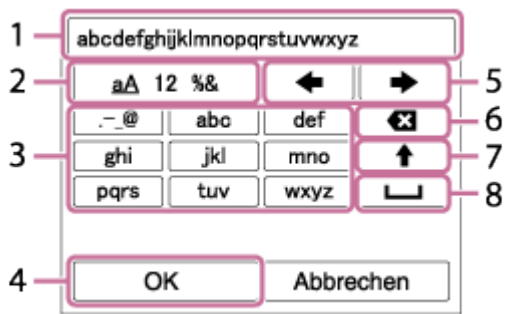 1 abcdefghijklmnopqrstuvwxyz
2 aA 12 %& 5
.-_@ abc def 6
3 ghi jkl mno 7
pqrs tuv wxyz 8
4 OK Abbrechen